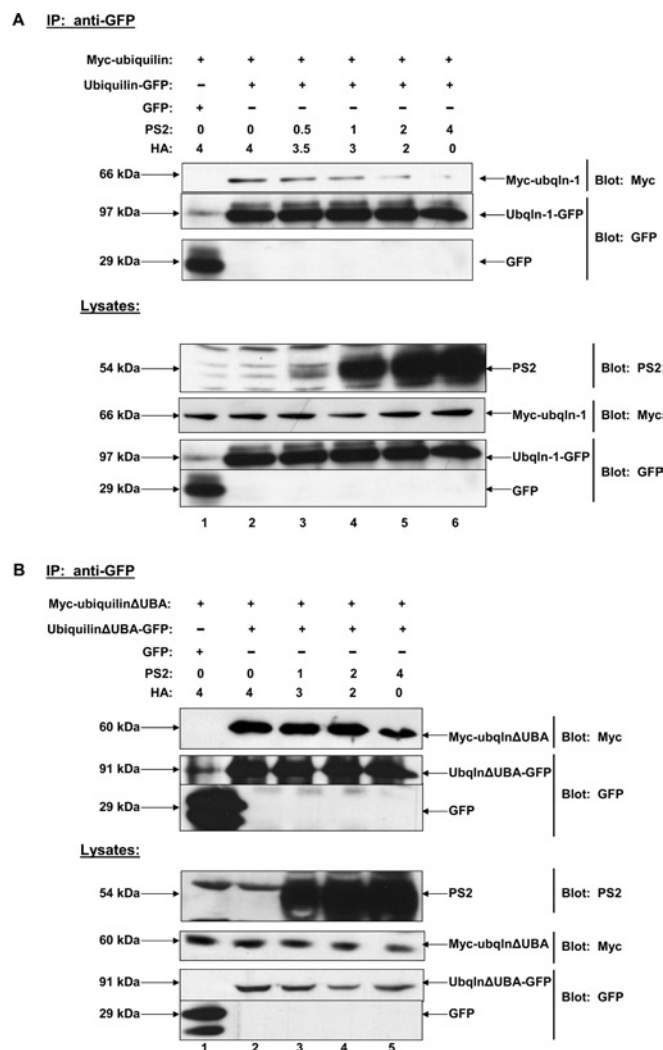 A IP: anti-GFP
Myc-ubiquilin: + + + + + +
Ubiquilin-GFP: – + + + + +
GFP: + – – – – –
PS2: 0 0 0.5 1 2 4
HA: 4 4 3.5 3 2 0
66 kDa Myc-ubqln-1 Blot: Myc
97 kDa Ubqln-1-GFP
Blot: GFP
29 kDa GFP
Lysates:
54 kDa PS2 Blot: PS2
66 kDa Myc-ubqln-1 Blot: Myc
97 kDa Ubqln-1-GFP
Blot: GFP
29 kDa GFP
1 2 3 4 5 6
B IP: anti-GFP
Myc-ubiquilinΔUBA: + + + + +
UbiquilinΔUBA-GFP: – + + + +
GFP: + – – – –
PS2: 0 0 1 2 4
HA: 4 4 3 2 0
60 kDa Myc-ubqlnΔUBA Blot: Myc
91 kDa UbqlnΔUBA-GFP
Blot: GFP
29 kDa GFP
Lysates:
54 kDa PS2 Blot: PS2
60 kDa Myc-ubqlnΔUBA Blot: Myc
91 kDa UbqlnΔUBA-GFP
Blot: GFP
29 kDa GFP
1 2 3 4 5